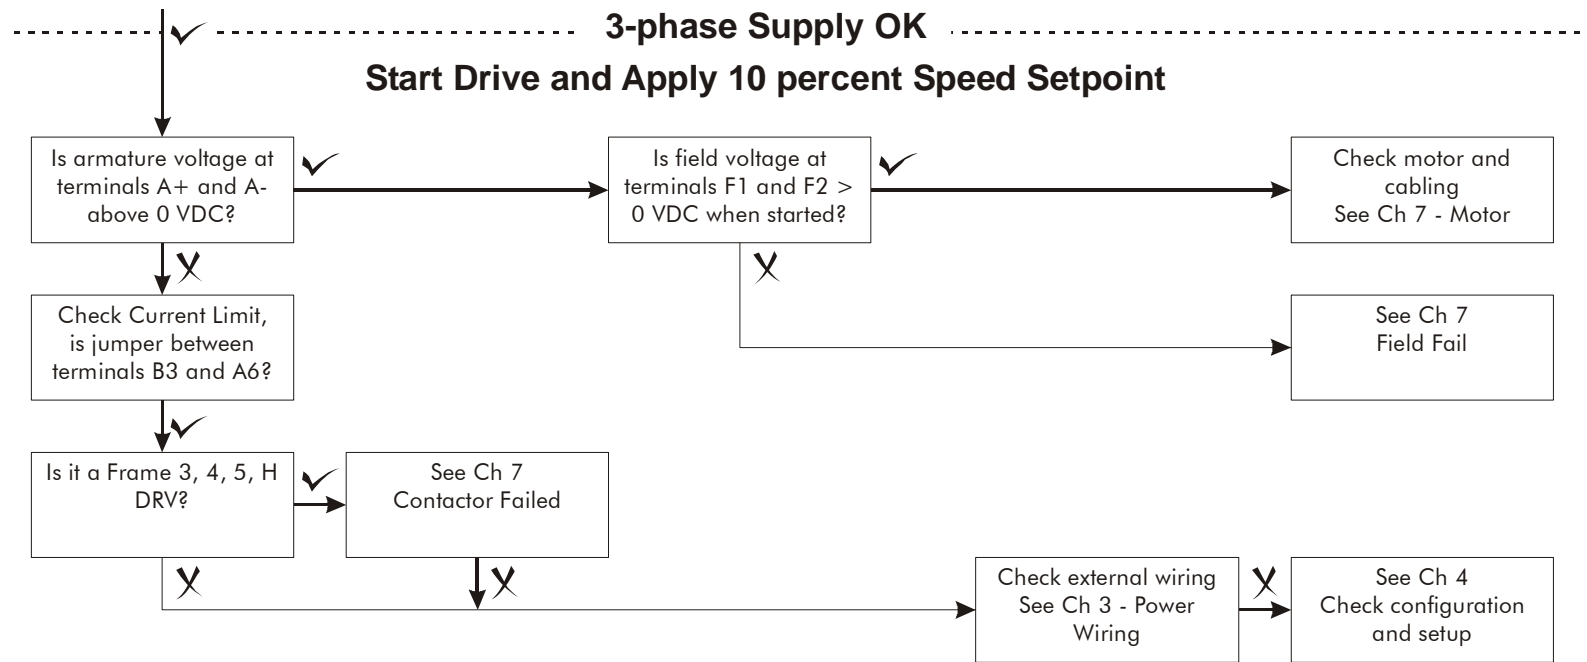 3-phase Supply OK
Start Drive and Apply 10 percent Speed Setpoint
Is armature voltage at
terminals A+ and A-
above 0 VDC?
Is field voltage at
terminals F1 and F2 >
0 VDC when started?
Check motor and
cabling
See Ch 7 - Motor
Check Current Limit,
is jumper between
terminals B3 and A6?
See Ch 7
Field Fail
Is it a Frame 3, 4, 5, H
DRV?
See Ch 7
Contactor Failed
Check external wiring
See Ch 3 - Power
Wiring
See Ch 4
Check configuration
and setup